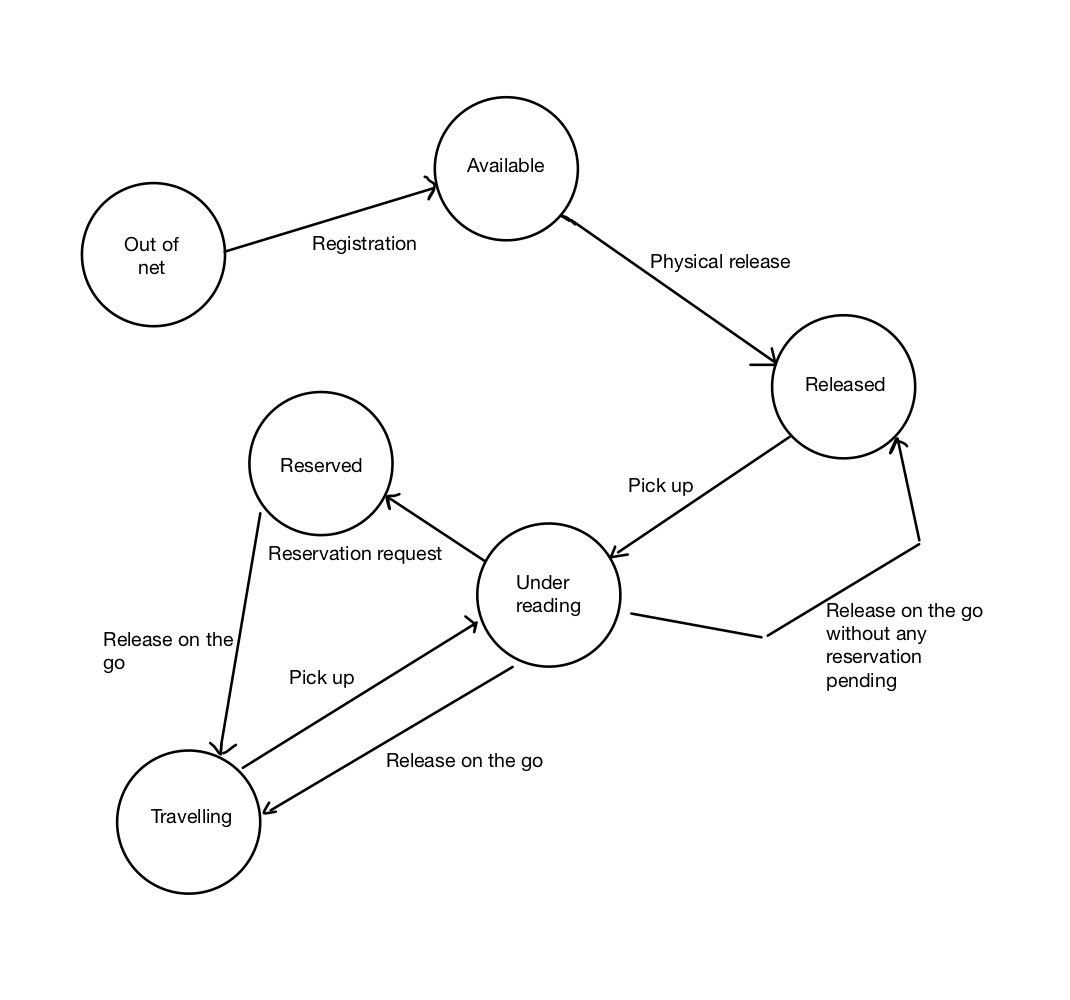 Available
Out of
net
Registration
Physical release
Released
Reserved
Pick up
Reservation request
Under
reading
Release on the go
without any
reservation
pending
Release on the
go
Pick up
Release on the go
Travelling